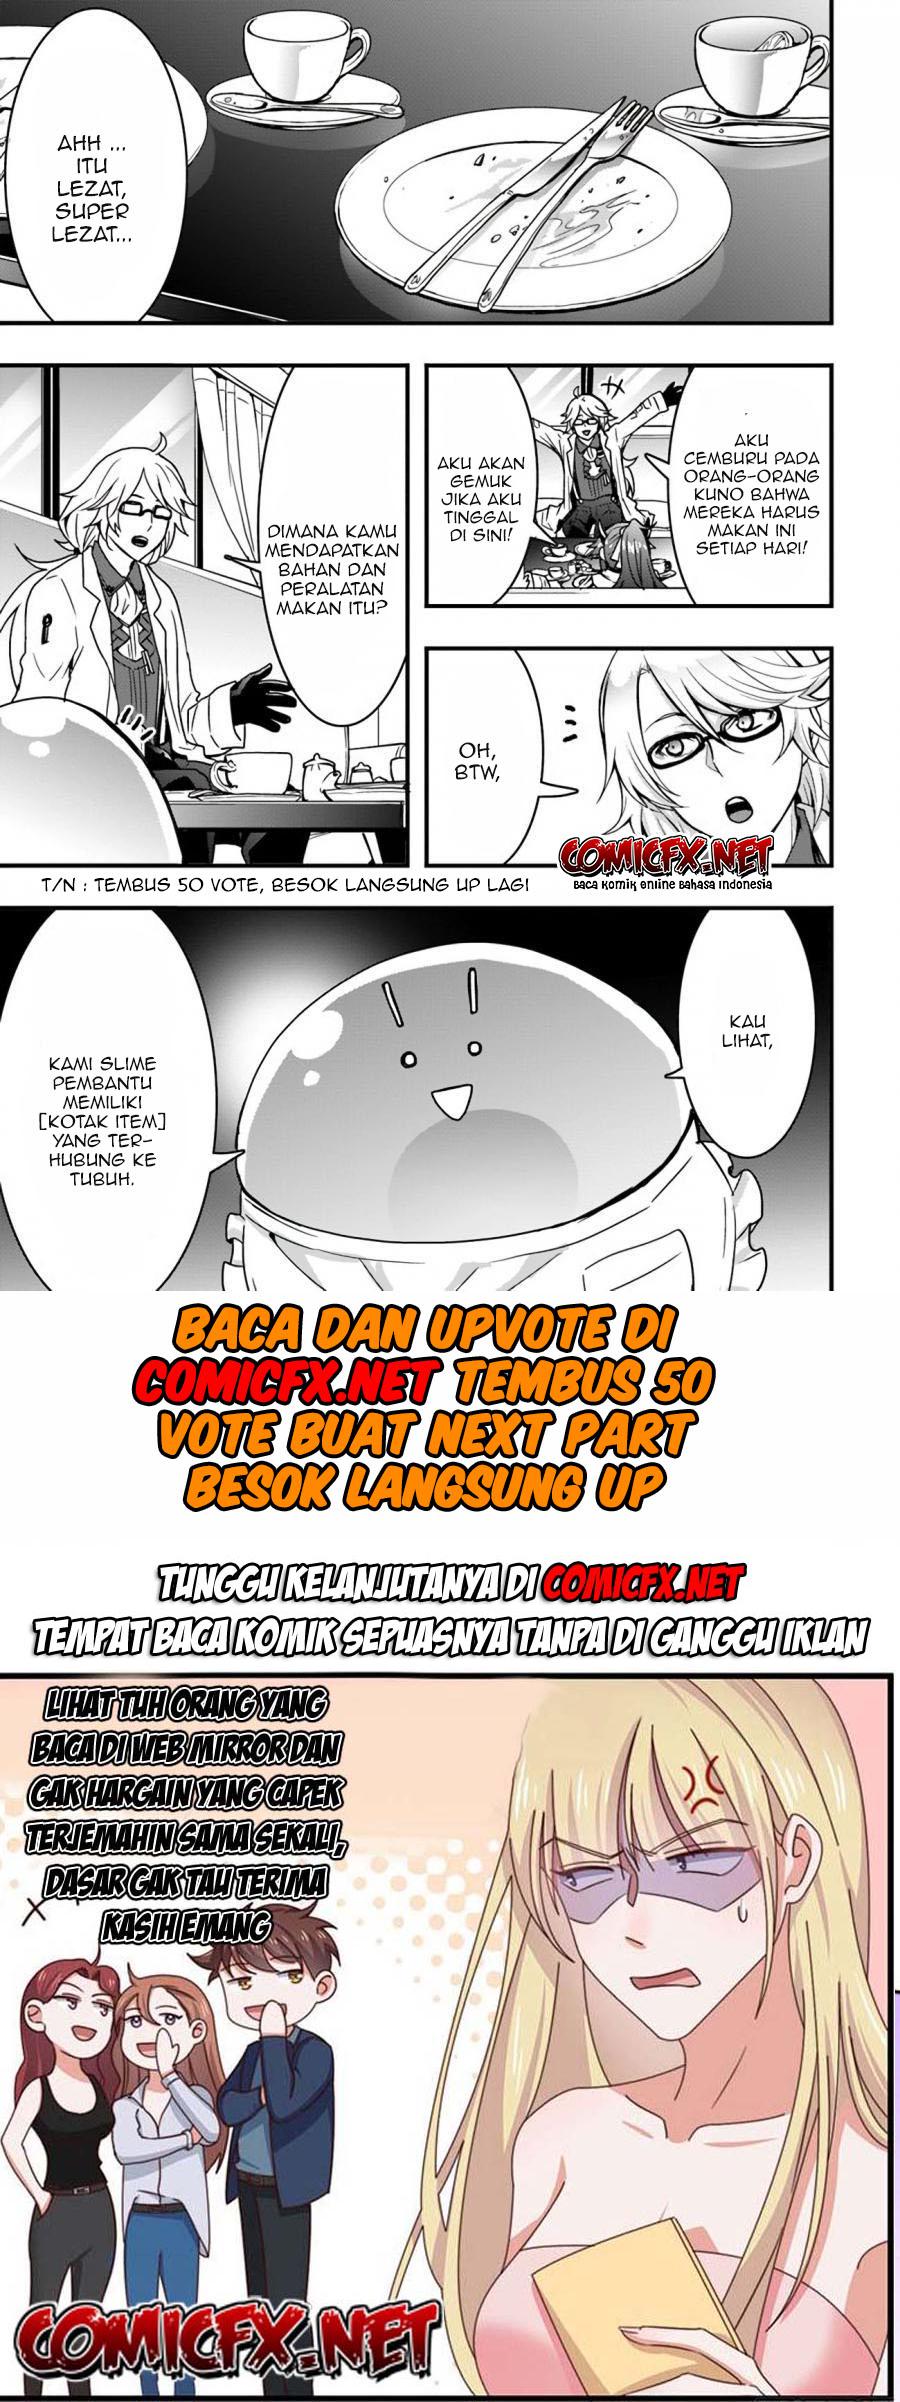 AHH ...
ITU
LEZAT,
SUPER
LEZAT...
AKU
CEMBURU PADA
ORANG-ORANG
KUNO BAHWA
MEREKA HARUS
MAKAN INI
SETIAP HARI!
AKU AKAN
GEMUK
JIKA AKU
TINGGAL
DI SINI!
OH,
BTW,
DIMANA KAMU
MENDAPATKAN
BAHAN DAN
PERALATAN
MAKAN ITU?
COMICFX.NET
BACA KOMIK ONLINE BAHASA INDONESIA
T/N : TEMBUS 50 VOTE, BESOK LANGSUNG UP LAGI
KAU
LIHAT,
KAMI SLIME
PEMBANTU
MEMILIKI
[KOTAK ITEM]
YANG TER-
HUBUNG KE
TUBUH.
BACA DAN UPVOTE DI
COMICFX.NET TEMBUS 50
VOTE BUAT NEXT PART
BESOK LANGSUNG UP
TUNGGU KELANJUTANYA DI COMICFX.NET
TEMPAT BACA KOMIK SEPUASNYA TANPA DI GANGGU IKLAN
LIHAT TUH ORANG YANG
BACA DI WEB MIRROR DAN
GAK HARGAIN YANG CAPEK
TERJEMAHIN SAMA SEKALI,
DASAR GAK TAU TERIMA
KASIH EMANG
COMICFX.NET